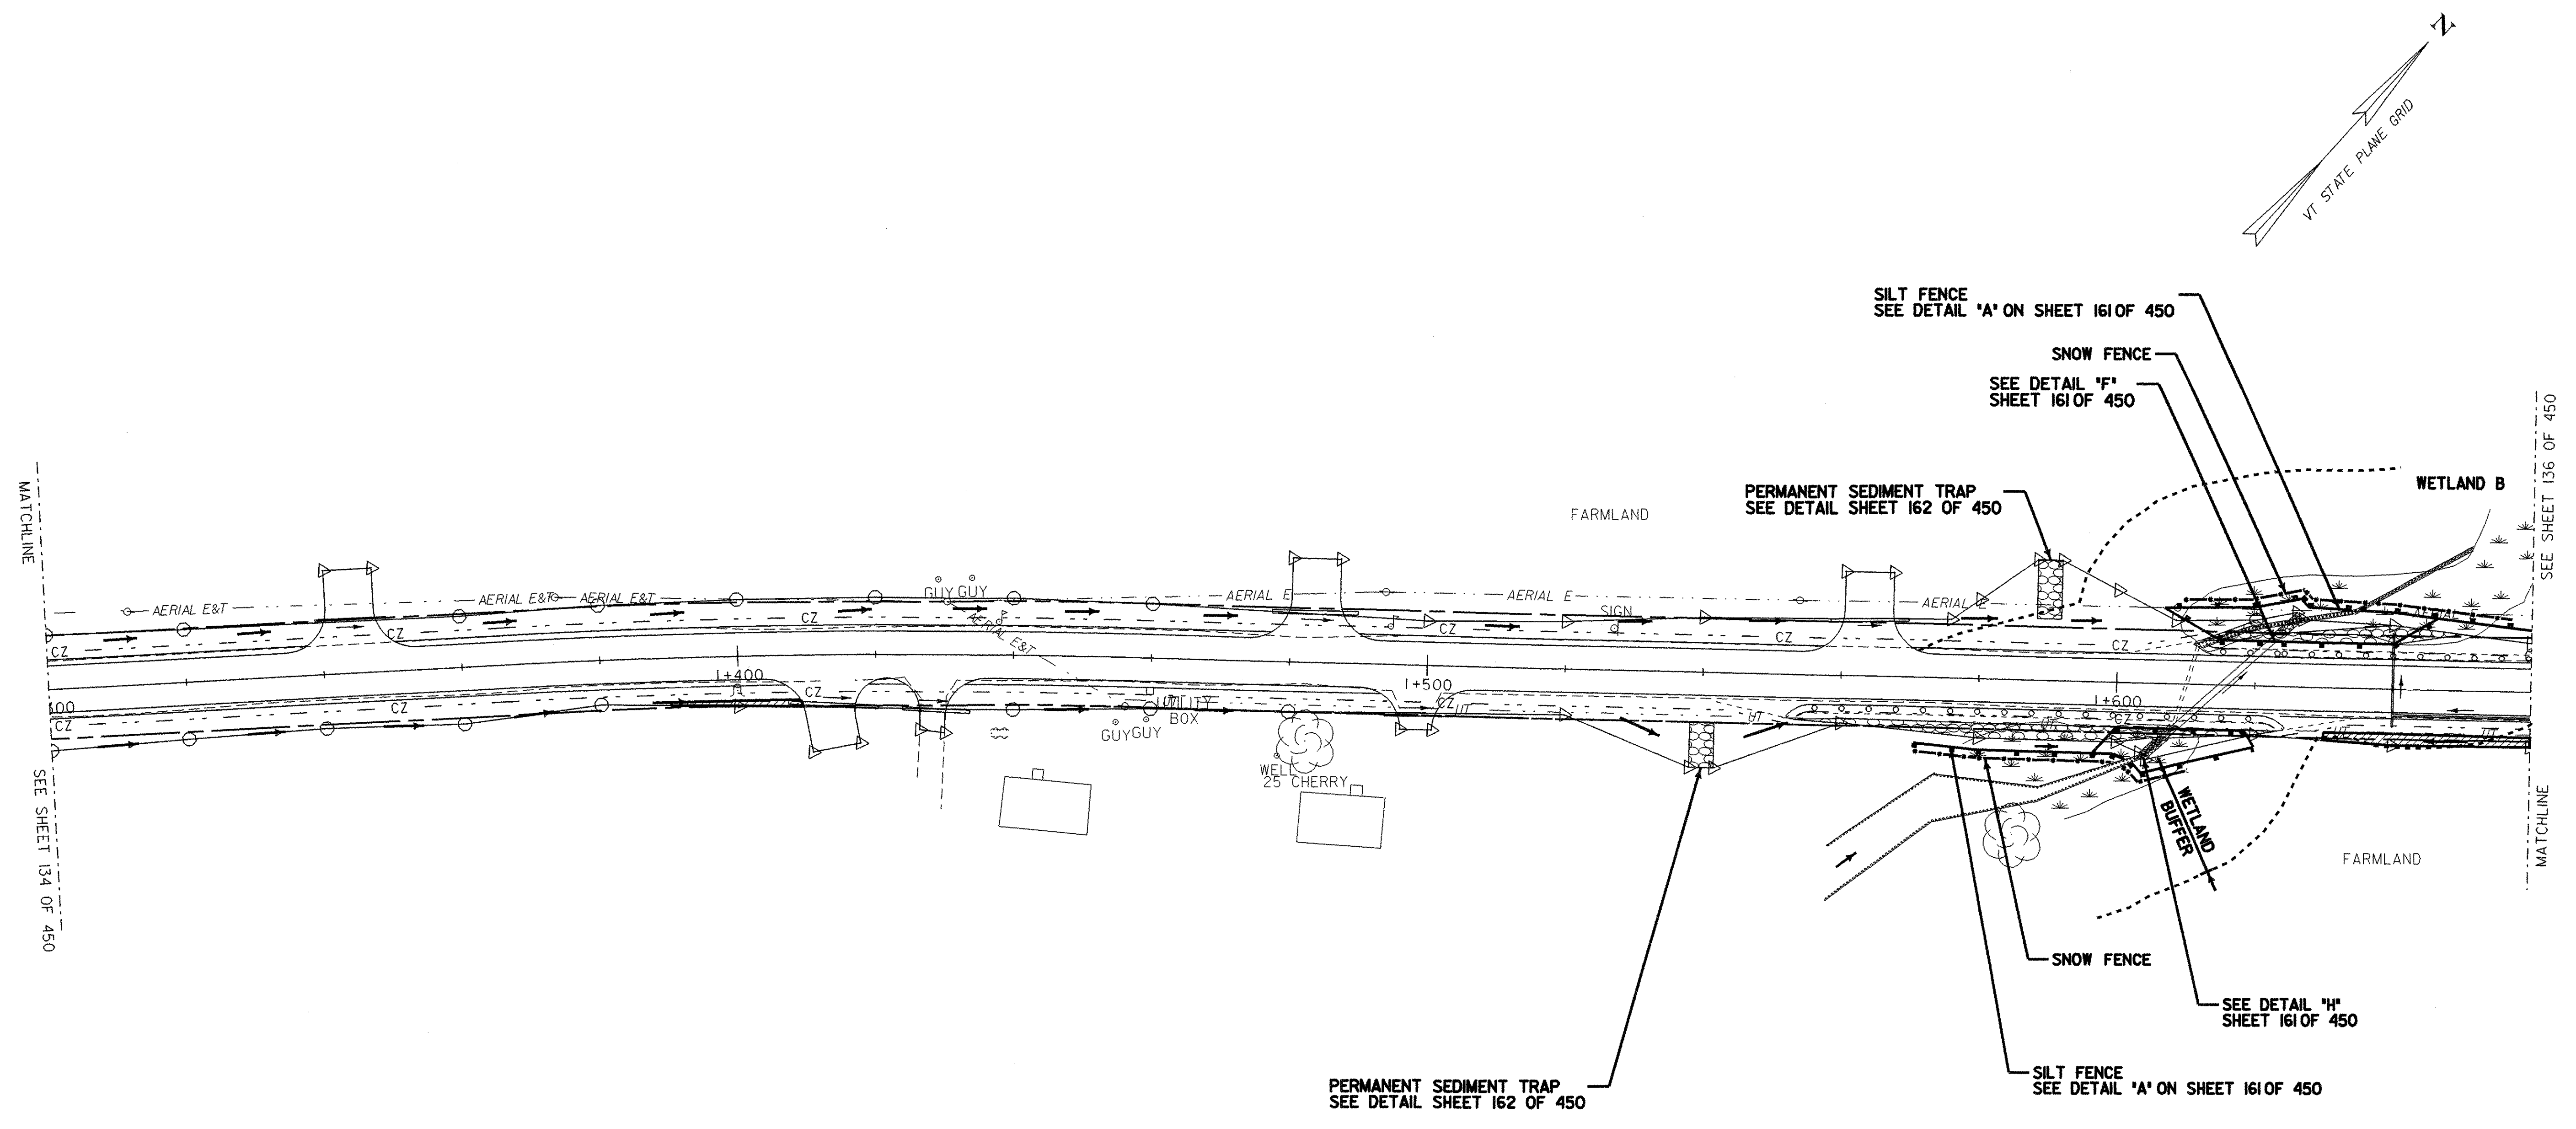 N
VT STATE PLANE GRID
SILT FENCE
SEE DETAIL "A" ON SHEET 161 OF 450
SNOW FENCE
SEE DETAIL "F"
SHEET 161 OF 450
PERMANENT SEDIMENT TRAP
SEE DETAIL SHEET 162 OF 450
WETLAND B
SEE SHEET 136 OF 450
MATCHLINE
FARMLAND
AERIAL E&T
AERIAL E&T
AERIAL E&T
GUY
GUY
AERIAL E&T
AERIAL E
AERIAL E
SIGN
AERIAL E
CZ
CZ
CZ
CZ
CZ
CZ
1+400
1+500
1+600
CZ
CZ
CZ
CZ
CZ
UT
UT
UT
UTILITY
BOX
GUY
GUY
WELL
25 CHERRY
WETLAND
BUFFER
FARMLAND
MATCHLINE
SEE SHEET 134 OF 450
SNOW FENCE
SEE DETAIL "H"
SHEET 161 OF 450
SILT FENCE
SEE DETAIL "A" ON SHEET 161 OF 450
PERMANENT SEDIMENT TRAP
SEE DETAIL SHEET 162 OF 450